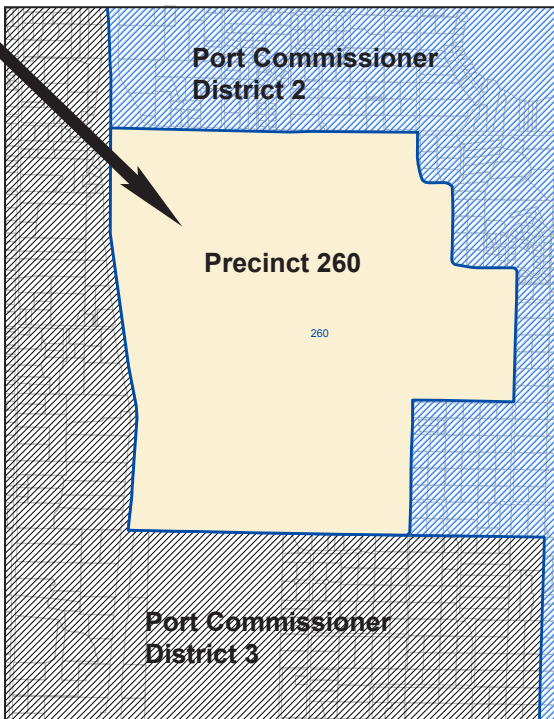 Port Commissioner
District 2
Precinct 260
260
Port Commissioner
District 3